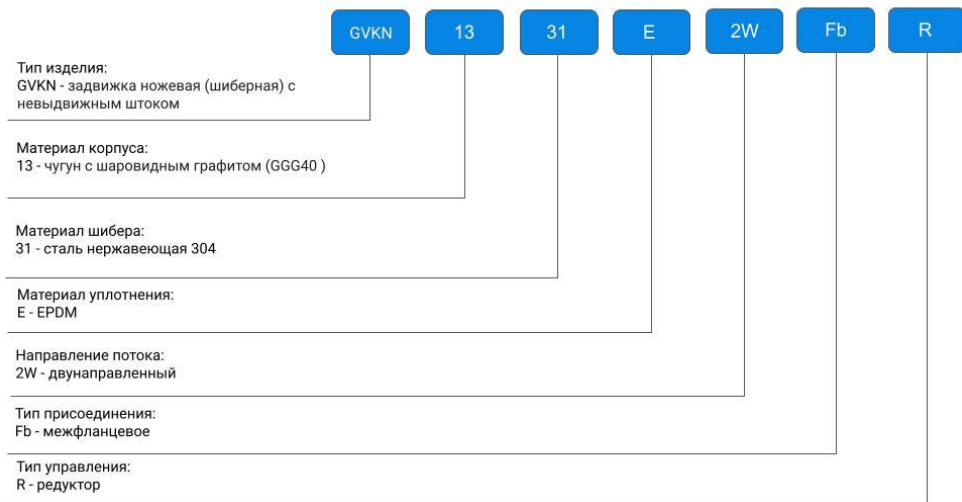 GVKN 13 31 E 2W Fb R
Тип изделия:
GVKN - задвижка ножевая (шиберная) с
невыдвижным штоком
Материал корпуса:
13 - чугун с шаровидным графитом (GGG40 )
Материал шибера:
31 - сталь нержавеющая 304
Материал уплотнения:
E - EPDM
Направление потока:
2W - двунаправленный
Тип присоединения:
Fb - межфланцевое
Тип управления:
R - редуктор